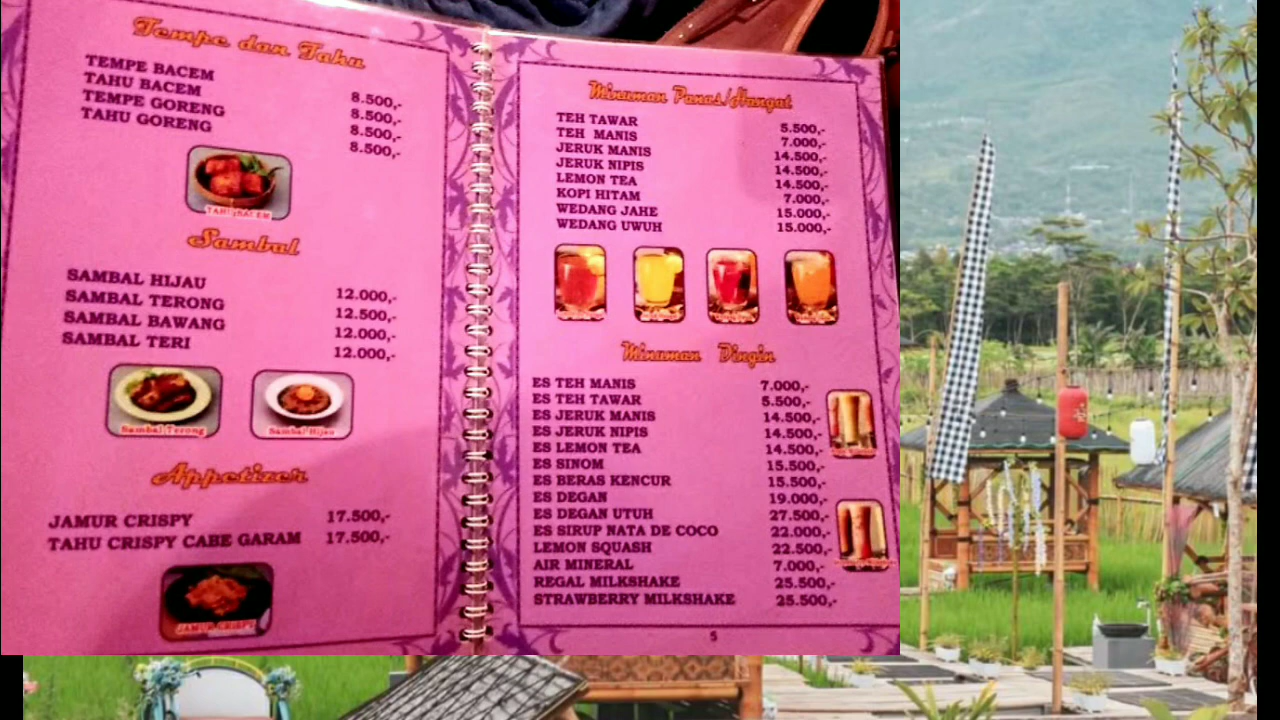 Tempe dan Tahu
TEMPE BACEM 8.500,-
TAHU BACEM 8.500,-
TEMPE GORENG 8.500,-
TAHU GORENG 8.500,-
TAHU BACEM
Sambal
SAMBAL HIJAU 12.000,-
SAMBAL TERONG 12.500,-
SAMBAL BAWANG 12.000,-
SAMBAL TERI 12.000,-
Sambal Terong
Sambal Hijau
Appetizer
JAMUR CRISPY 17.500,-
TAHU CRISPY CABE GARAM 17.500,-
JAMUR CRISPY
Minuman Panas/Hangat
TEH TAWAR 5.500,-
TEH MANIS 7.000,-
JERUK MANIS 14.500,-
JERUK NIPIS 14.500,-
LEMON TEA 14.500,-
KOPI HITAM 7.000,-
WEDANG JAHE 15.000,-
WEDANG UWUH 15.000,-
Minuman Dingin
ES TEH MANIS 7.000,-
ES TEH TAWAR 5.500,-
ES JERUK MANIS 14.500,-
ES JERUK NIPIS 14.500,-
ES LEMON TEA 14.500,-
ES SINOM 15.500,-
ES BERAS KENCUR 15.500,-
ES DEGAN 19.000,-
ES DEGAN UTUH 27.500,-
ES SIRUP NATA DE COCO 22.000,-
LEMON SQUASH 22.500,-
AIR MINERAL 7.000,-
REGAL MILKSHAKE 25.500,-
STRAWBERRY MILKSHAKE 25.500,-
5